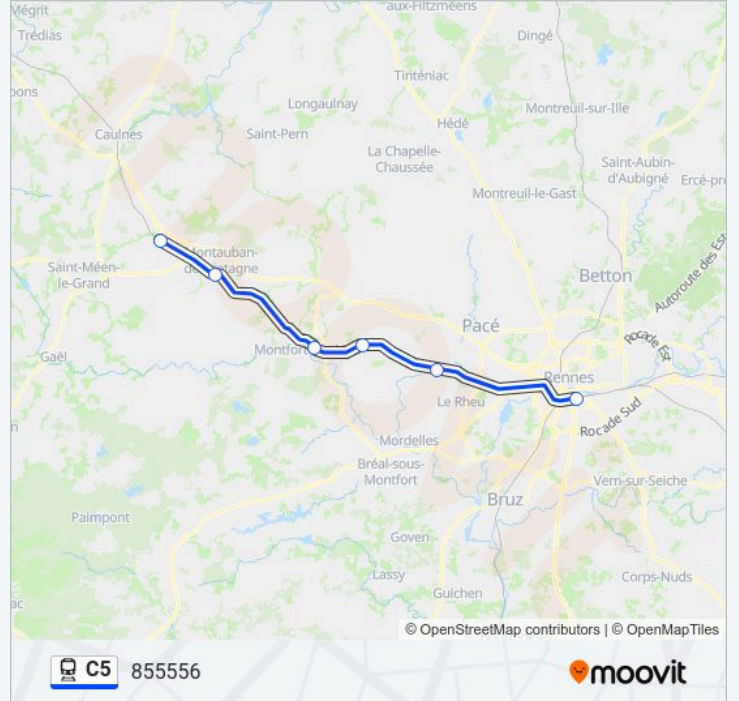 Mégrit
aux-Filtzméens
Trédias
Dingé
Tinténiac
Longaulnay
Montreuil-sur-Ille
Hédé
Caulnes
Saint-Pern
La Chapelle-
Chaussée
Saint-Aubin-
d'Aubigné
Montreuil-le-Gast
Montauban-
de-Bretagne
Saint-Méen-
le-Grand
Betton
Autoroute des Est
Pacé
Rocade Est
Gaël
Montfort
Rennes
Le Rheu
Rocade Sud
Mordelles
Bréal-sous-
Montfort
Vern-sur-Seiche
Bruz
Paimpont
Goven
Lassy
Corps-Nuds
Guichen
© OpenStreetMap contributors | © OpenMapTiles
C5 855556
moovit